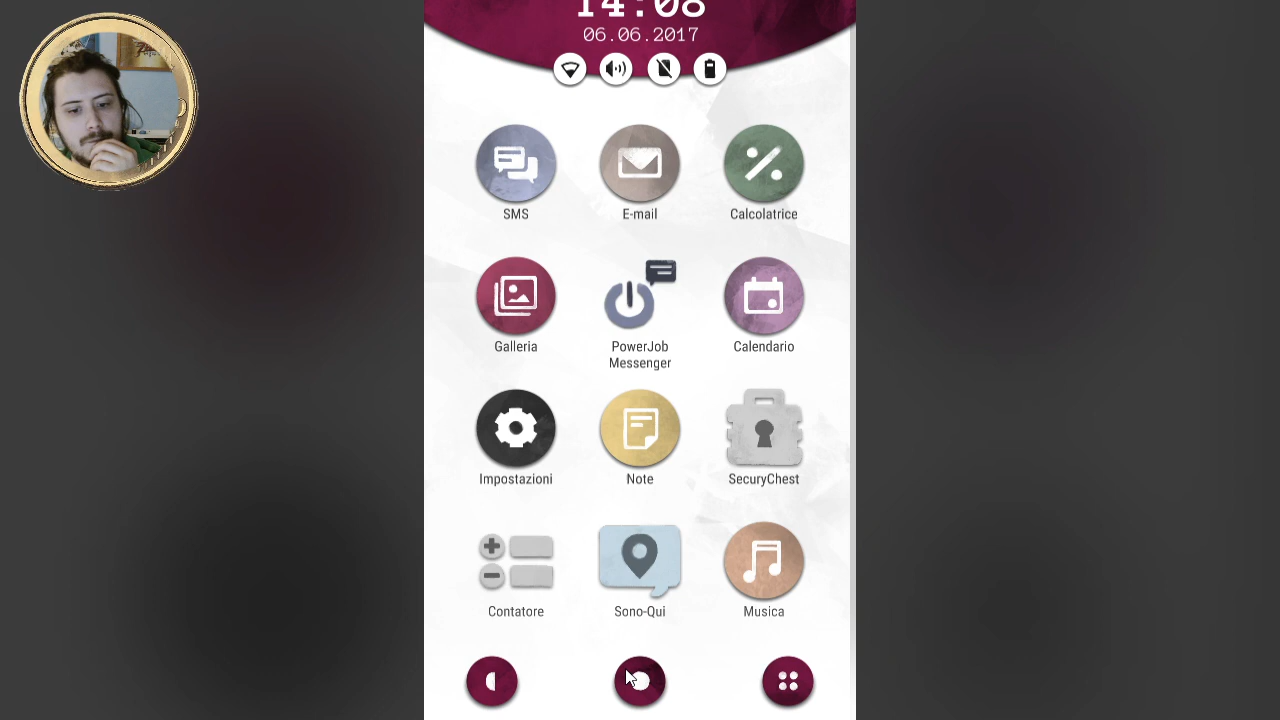 14:08
06.06.2017
SMS
E-mail
Calcolatrice
Galleria
PowerJob
Messenger
Calendario
Impostazioni
Note
SecuryChest
Contatore
Sono-Qui
Musica